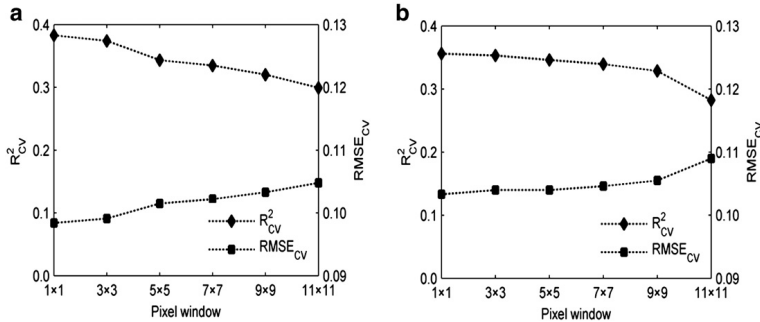 a
0.4
0.3
0.2
0.1
0.0
R²CV
0.13
0.12
0.11
0.10
0.09
RMSECV
R²CV
RMSECV
1×1 3×3 5×5 7×7 9×9 11×11
Pixel window
b
0.4
0.3
0.2
0.1
0.0
R²CV
0.13
0.12
0.11
0.10
0.09
RMSECV
R²CV
RMSECV
1×1 3×3 5×5 7×7 9×9 11×11
Pixel window